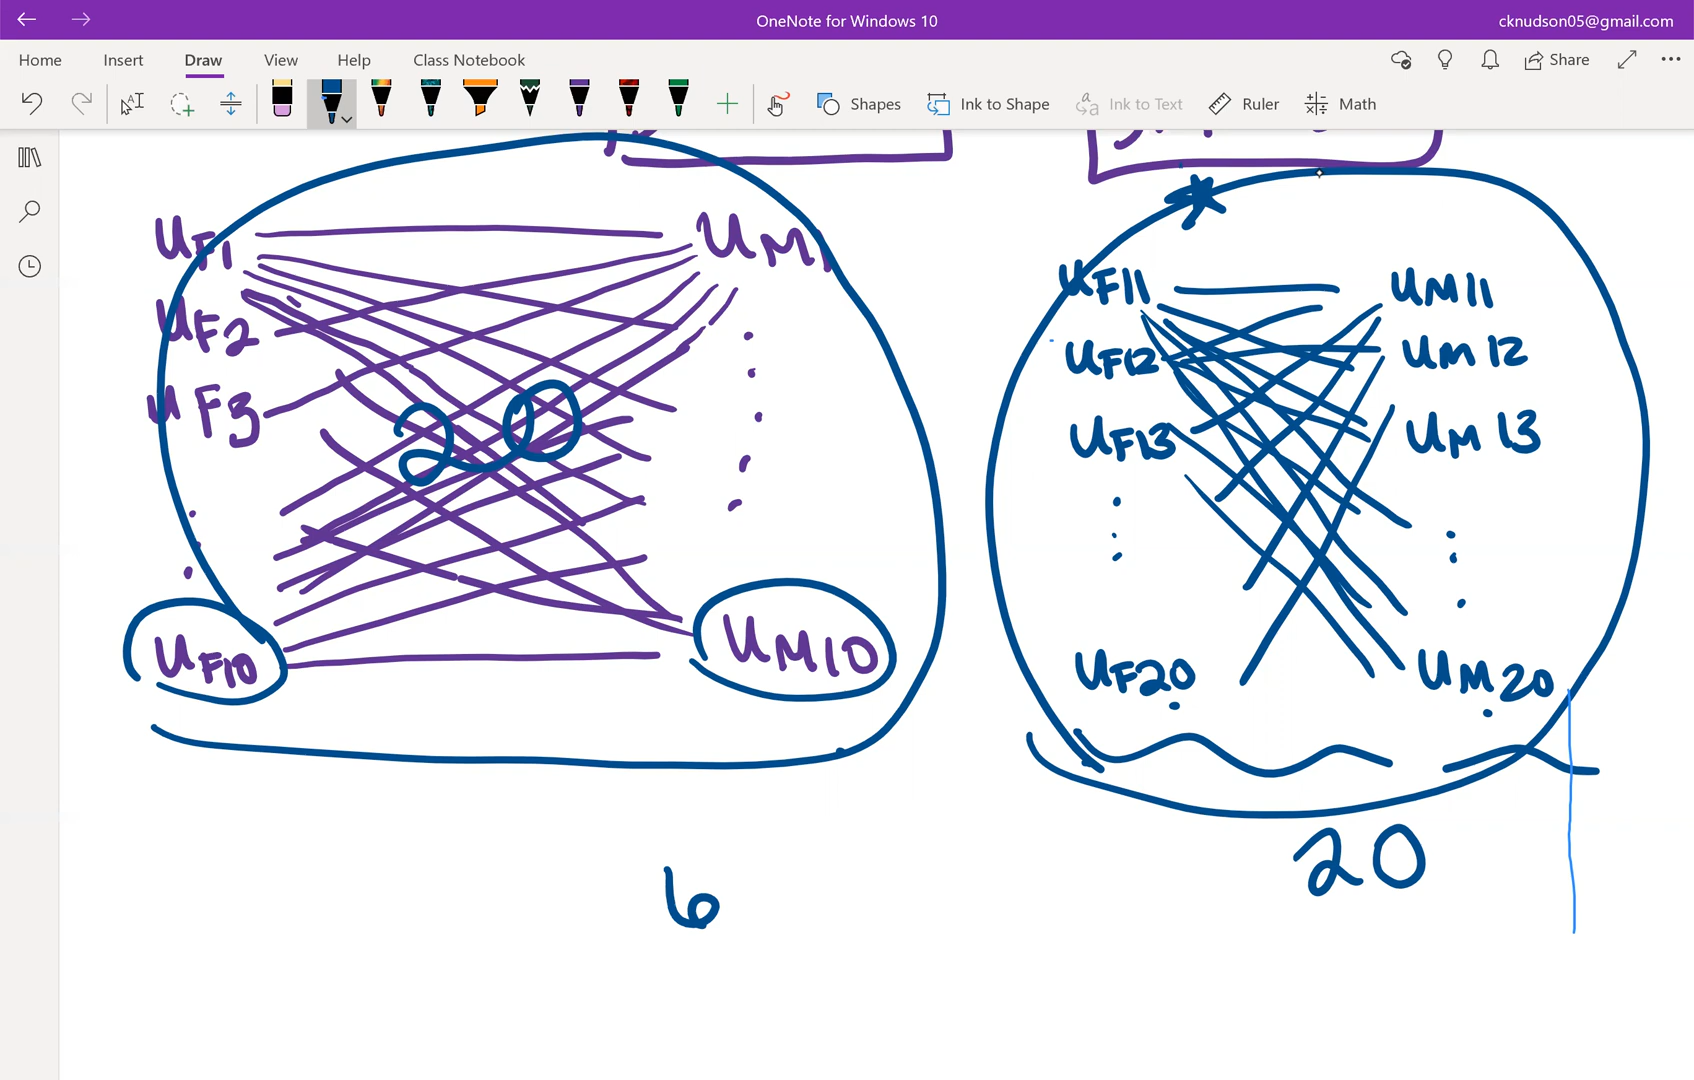 OneNote for Windows 10
cknudson05@gmail.com
Home Insert Draw View Help Class Notebook
Share
Shapes Ink to Shape Ink to Text Ruler Math
UF1 UM1
UF2
UF3
20
UF10 UM10
UF11 UM11
UF12 UM12
UF13 UM13
UF20 UM20
20
6